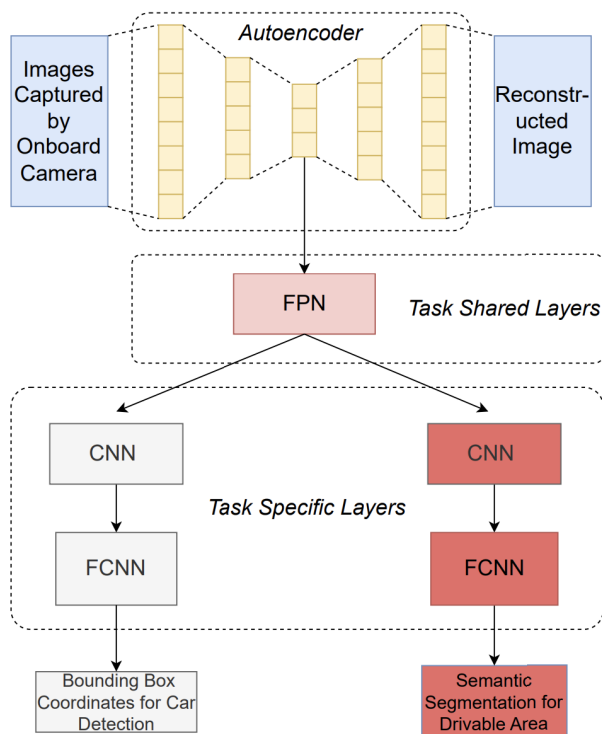 Autoencoder
Images
Captured
by
Onboard
Camera
Reconstr-
ucted
Image
FPN
Task Shared Layers
CNN
CNN
Task Specific Layers
FCNN
FCNN
Bounding Box
Coordinates for Car
Detection
Semantic
Segmentation for
Drivable Area